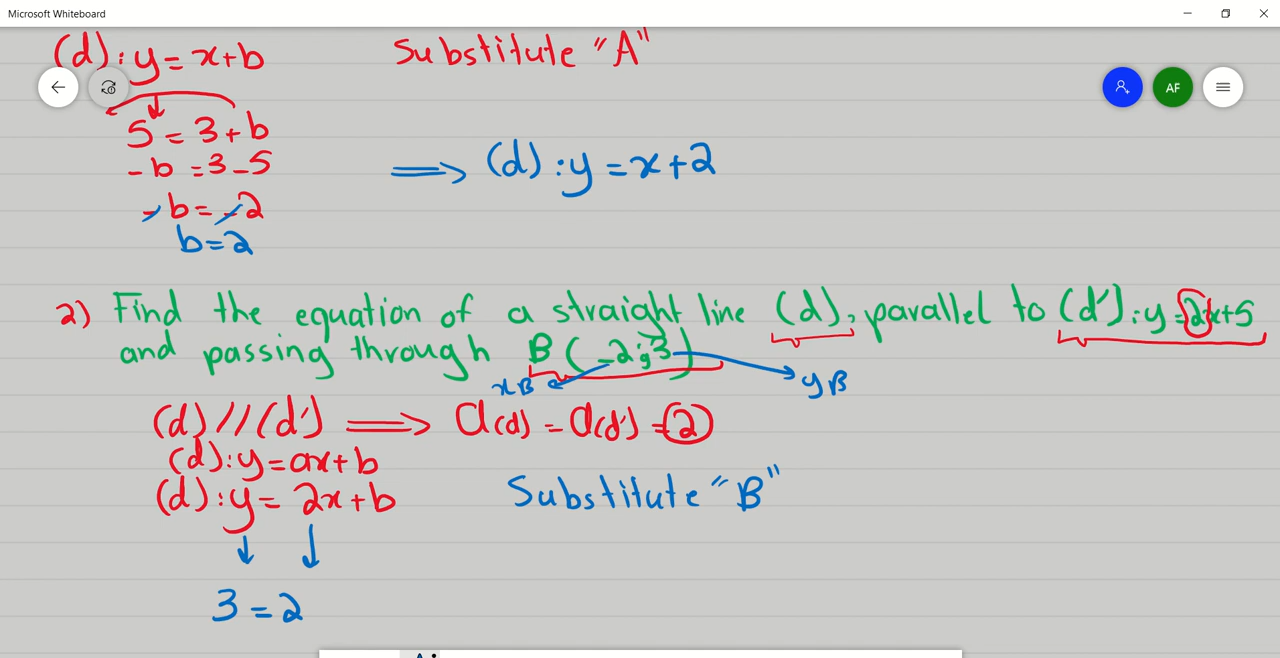 Microsoft Whiteboard
(d): y = x+b
Substitute "A"
AF
5 = 3+b
-b = 3-5
-b = -2
b = 2
⟹ (d): y = x+2
2) Find the equation of a straight line (d), parallel to (d'): y = 2x+5
and passing through B(-2;3)
xB
yB
(d) // (d') ⟹ a(d) = a(d') = 2
(d): y = ax+b
(d): y = 2x+b
Substitute "B"
3 = 2